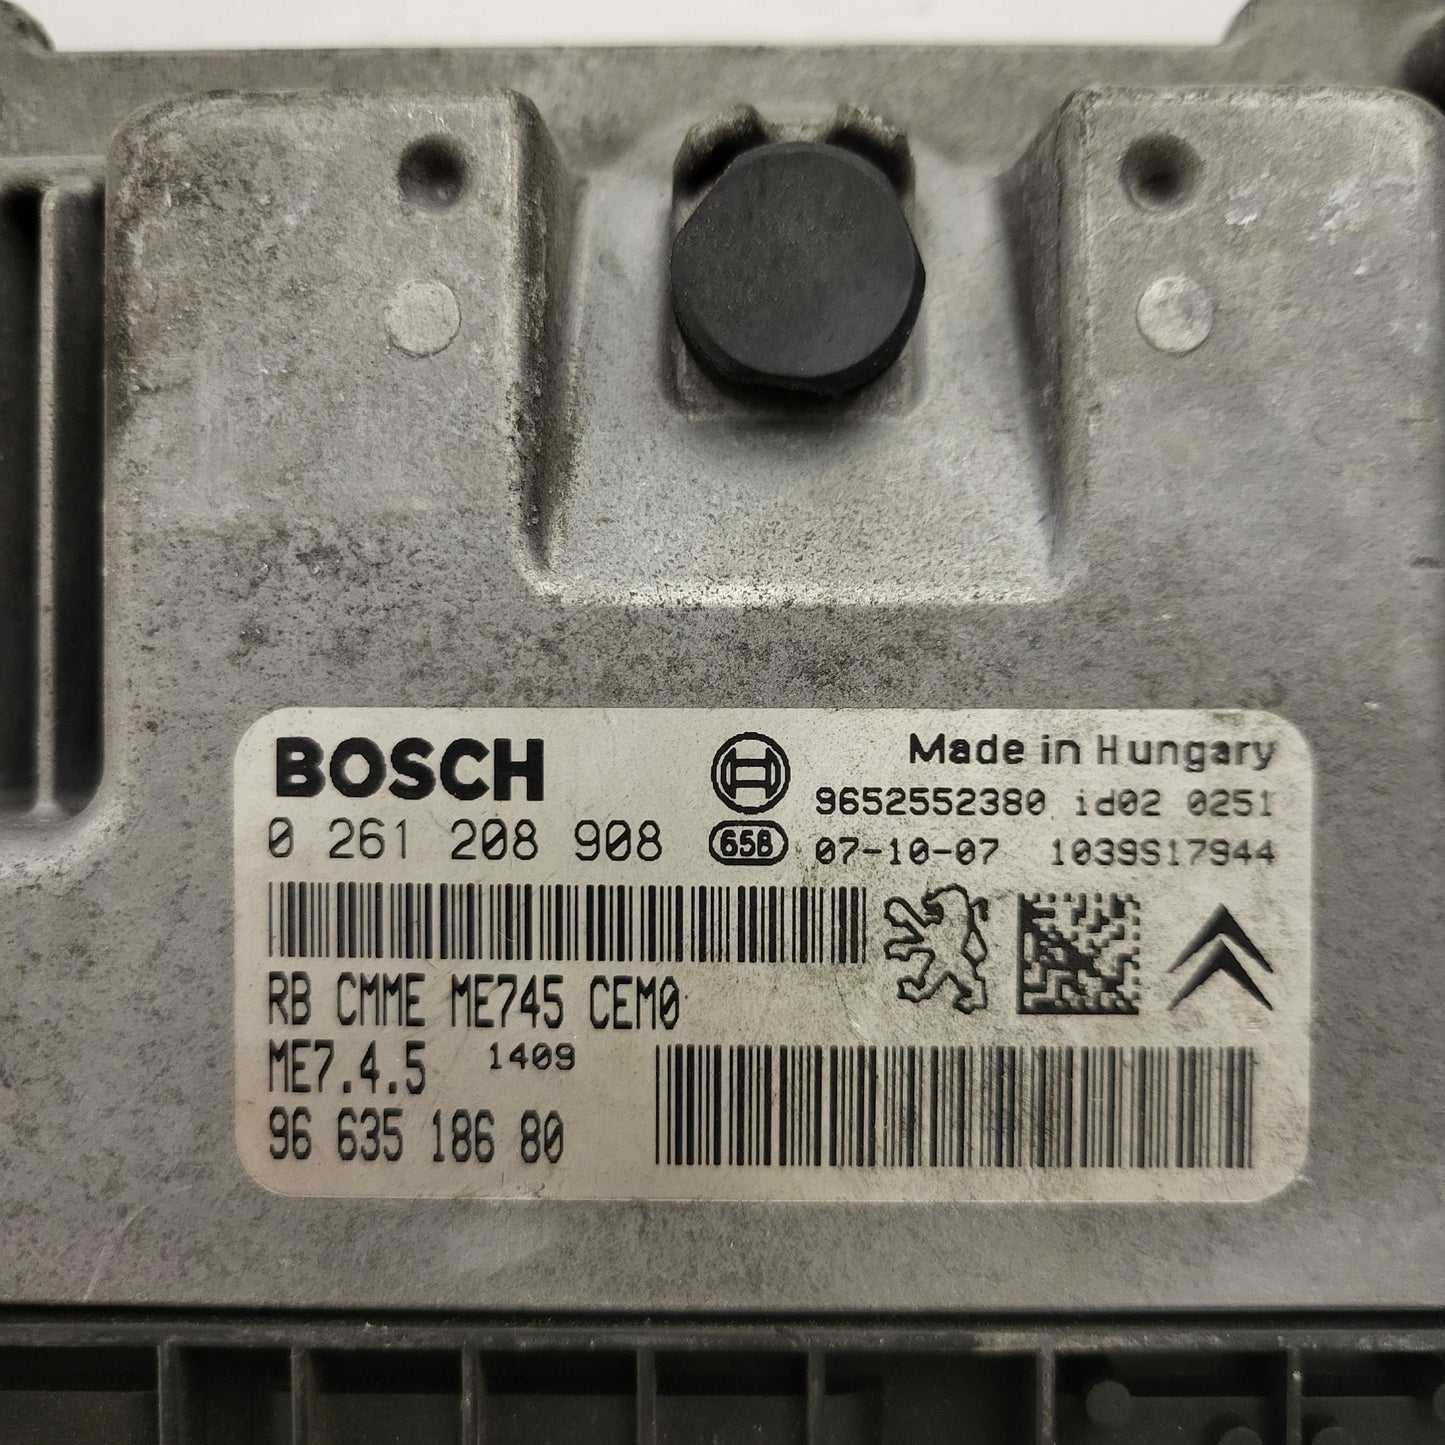 BOSCH
Made in Hungary
9652552380 id02 0251
0 261 208 908
65B
07-10-07 1039S17944
RB CMME ME745 CEM0
ME7.4.5 1409
96 635 186 80